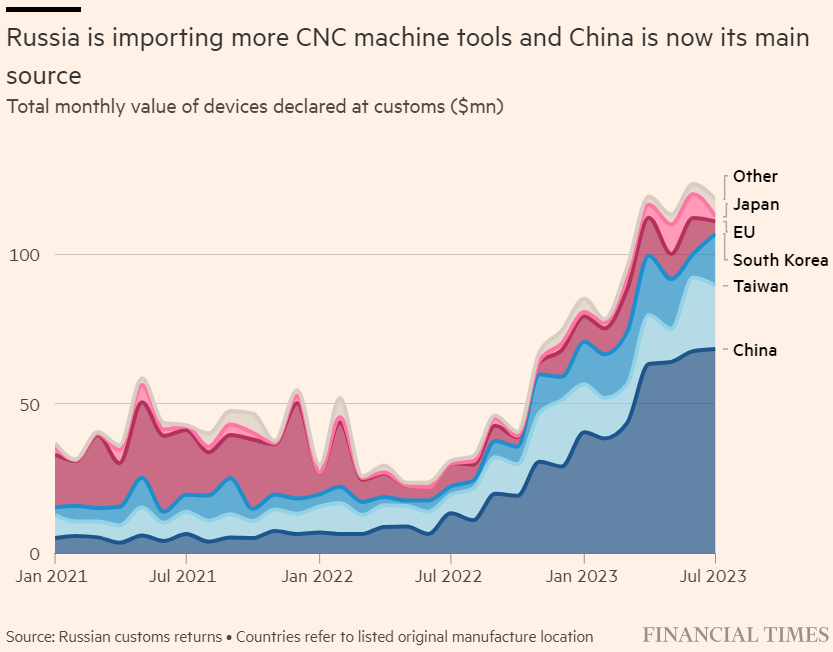 Russia is importing more CNC machine tools and China is now its main
source
Total monthly value of devices declared at customs ($mn)
Other
Japan
EU
South Korea
Taiwan
China
100
50
0
Jan 2021
Jul 2021
Jan 2022
Jul 2022
Jan 2023
Jul 2023
Source: Russian customs returns • Countries refer to listed original manufacture location
FINANCIAL TIMES